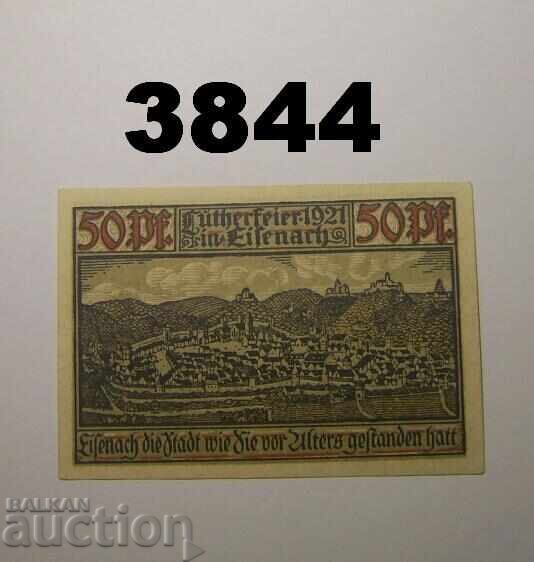 3844
50 Pf. Lutherfeier 1921 50 Pf.
in Eisenach
Eisenach die Stadt wie Sie vor Alters gestanden hatt
BALKAN
auction